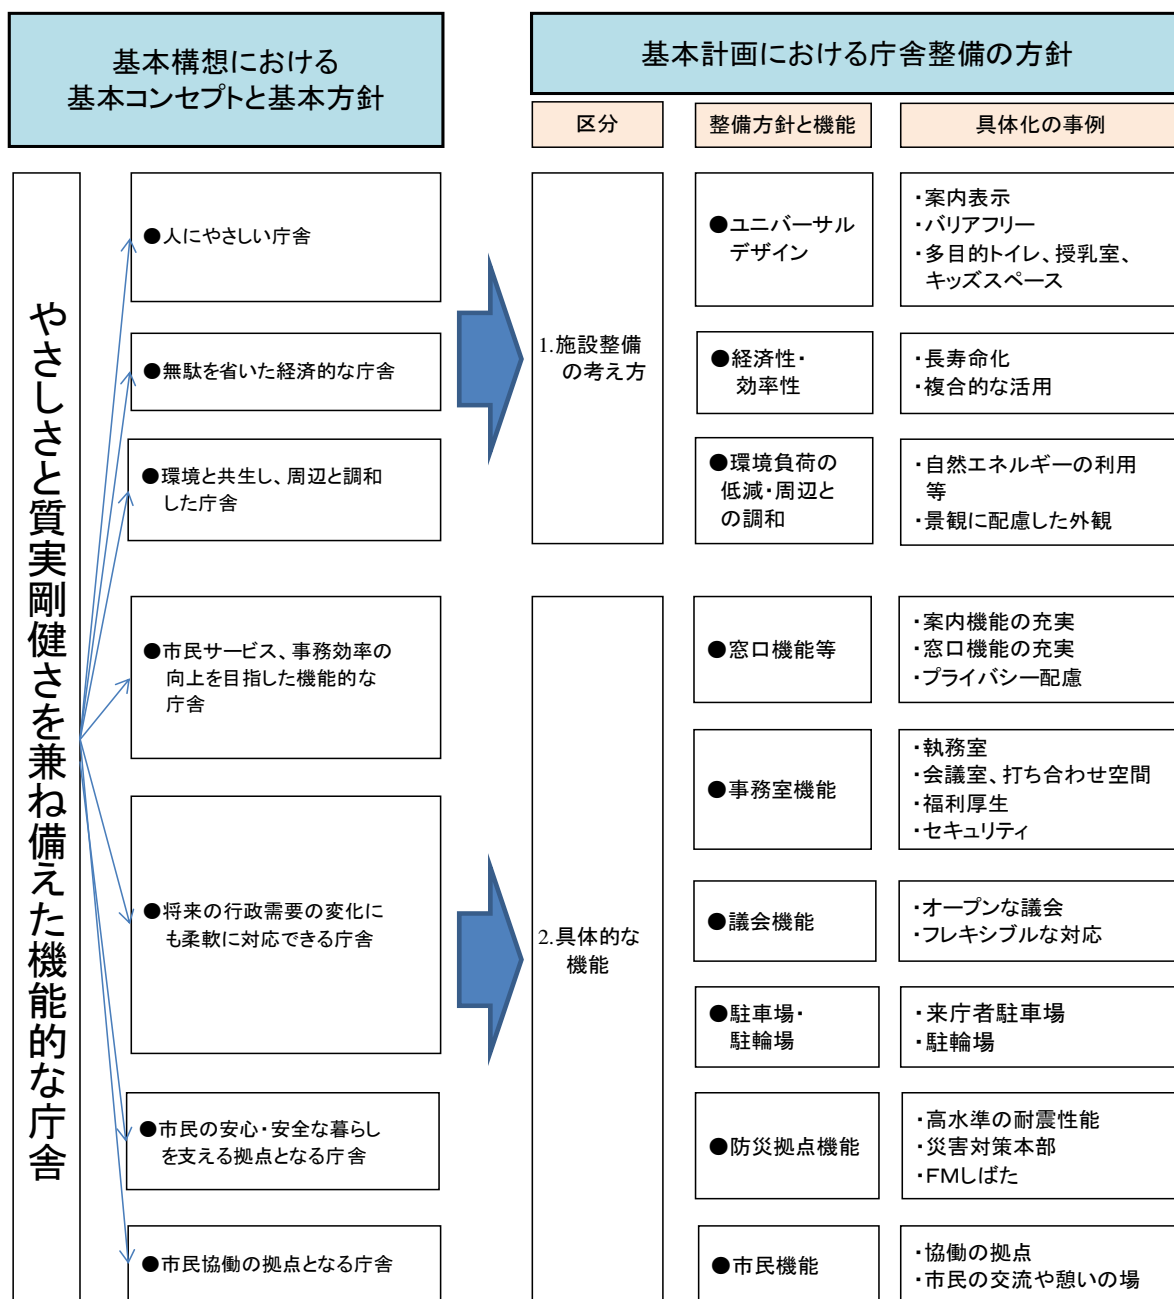 基本構想における
基本コンセプトと基本方針
基本計画における庁舎整備の方針
区分
整備方針と機能
具体化の事例
やさしさと質実剛健さを兼ね備えた機能的な庁舎
●人にやさしい庁舎
●無駄を省いた経済的な庁舎
●環境と共生し、周辺と調和
した庁舎
●市民サービス、事務効率の
向上を目指した機能的な
庁舎
●将来の行政需要の変化に
も柔軟に対応できる庁舎
●市民の安心・安全な暮らし
を支える拠点となる庁舎
●市民協働の拠点となる庁舎
1.施設整備
の考え方
●ユニバーサル
デザイン
・案内表示
・バリアフリー
・多目的トイレ、授乳室、
キッズスペース
●経済性・
効率性
・長寿命化
・複合的な活用
●環境負荷の
低減・周辺と
の調和
・自然エネルギーの利用
等
・景観に配慮した外観
2.具体的な
機能
●窓口機能等
・案内機能の充実
・窓口機能の充実
・プライバシー配慮
●事務室機能
・執務室
・会議室、打ち合わせ空間
・福利厚生
・セキュリティ
●議会機能
・オープンな議会
・フレキシブルな対応
●駐車場・
駐輪場
・来庁者駐車場
・駐輪場
●防災拠点機能
・高水準の耐震性能
・災害対策本部
・FMしばた
●市民機能
・協働の拠点
・市民の交流や憩いの場